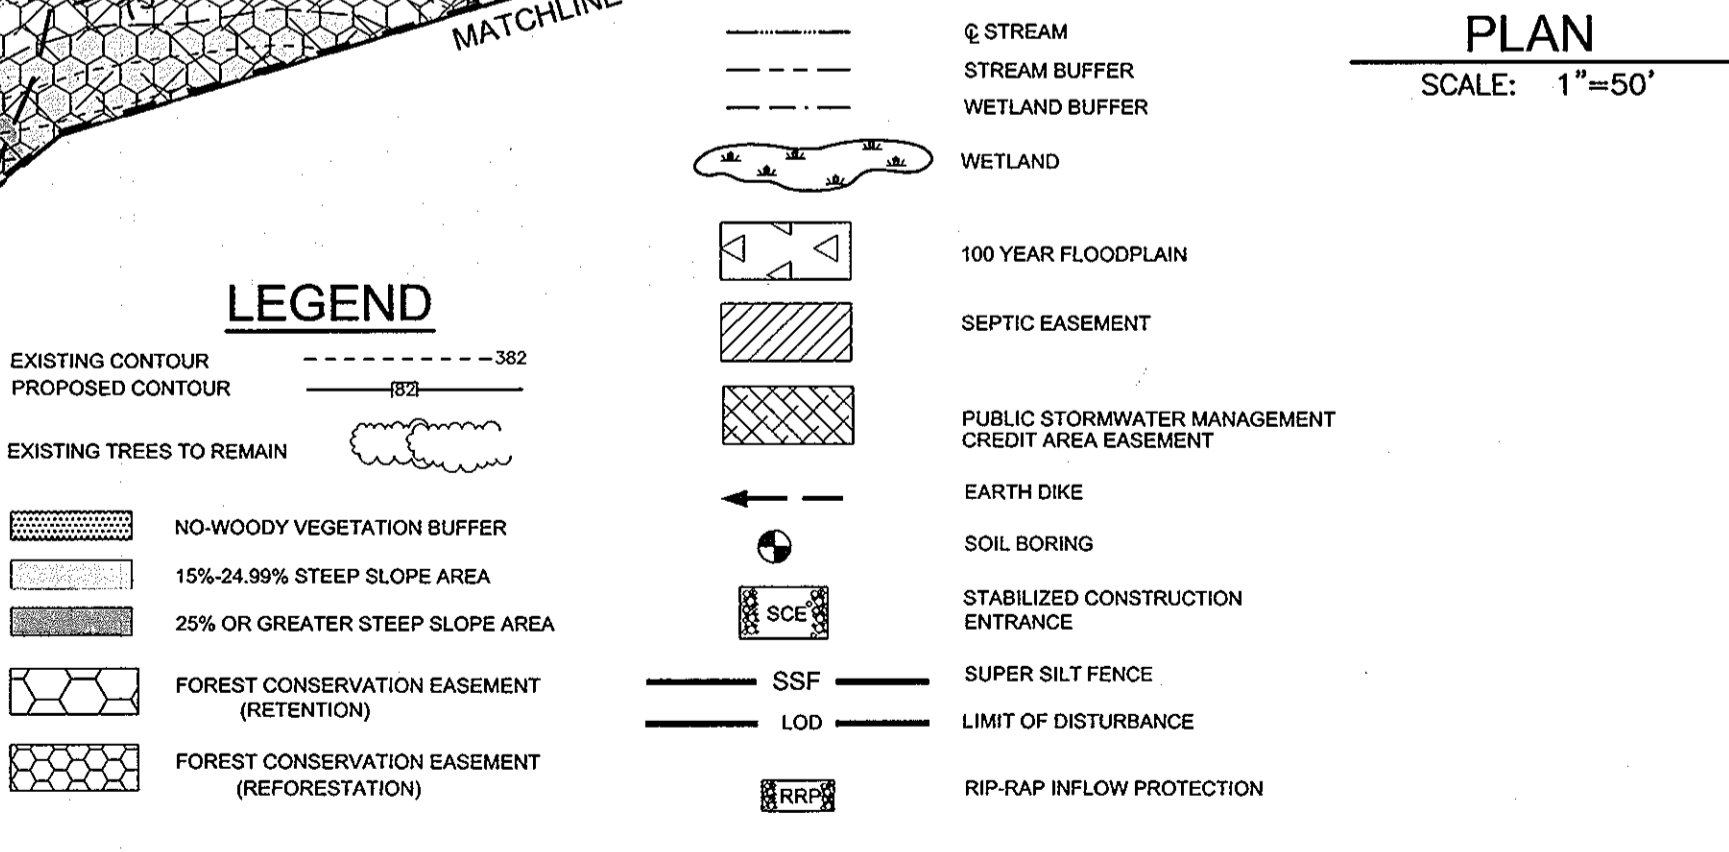 MATCHLINE
PLAN
SCALE: 1"=50'
LEGEND
EXISTING CONTOUR 382
PROPOSED CONTOUR 82
EXISTING TREES TO REMAIN
NO-WOODY VEGETATION BUFFER
15%-24.99% STEEP SLOPE AREA
25% OR GREATER STEEP SLOPE AREA
FOREST CONSERVATION EASEMENT
(RETENTION)
FOREST CONSERVATION EASEMENT
(REFORESTATION)
℄ STREAM
STREAM BUFFER
WETLAND BUFFER
WETLAND
100 YEAR FLOODPLAIN
SEPTIC EASEMENT
PUBLIC STORMWATER MANAGEMENT
CREDIT AREA EASEMENT
EARTH DIKE
SOIL BORING
SCE STABILIZED CONSTRUCTION
ENTRANCE
SSF SUPER SILT FENCE
LOD LIMIT OF DISTURBANCE
RRP RIP-RAP INFLOW PROTECTION